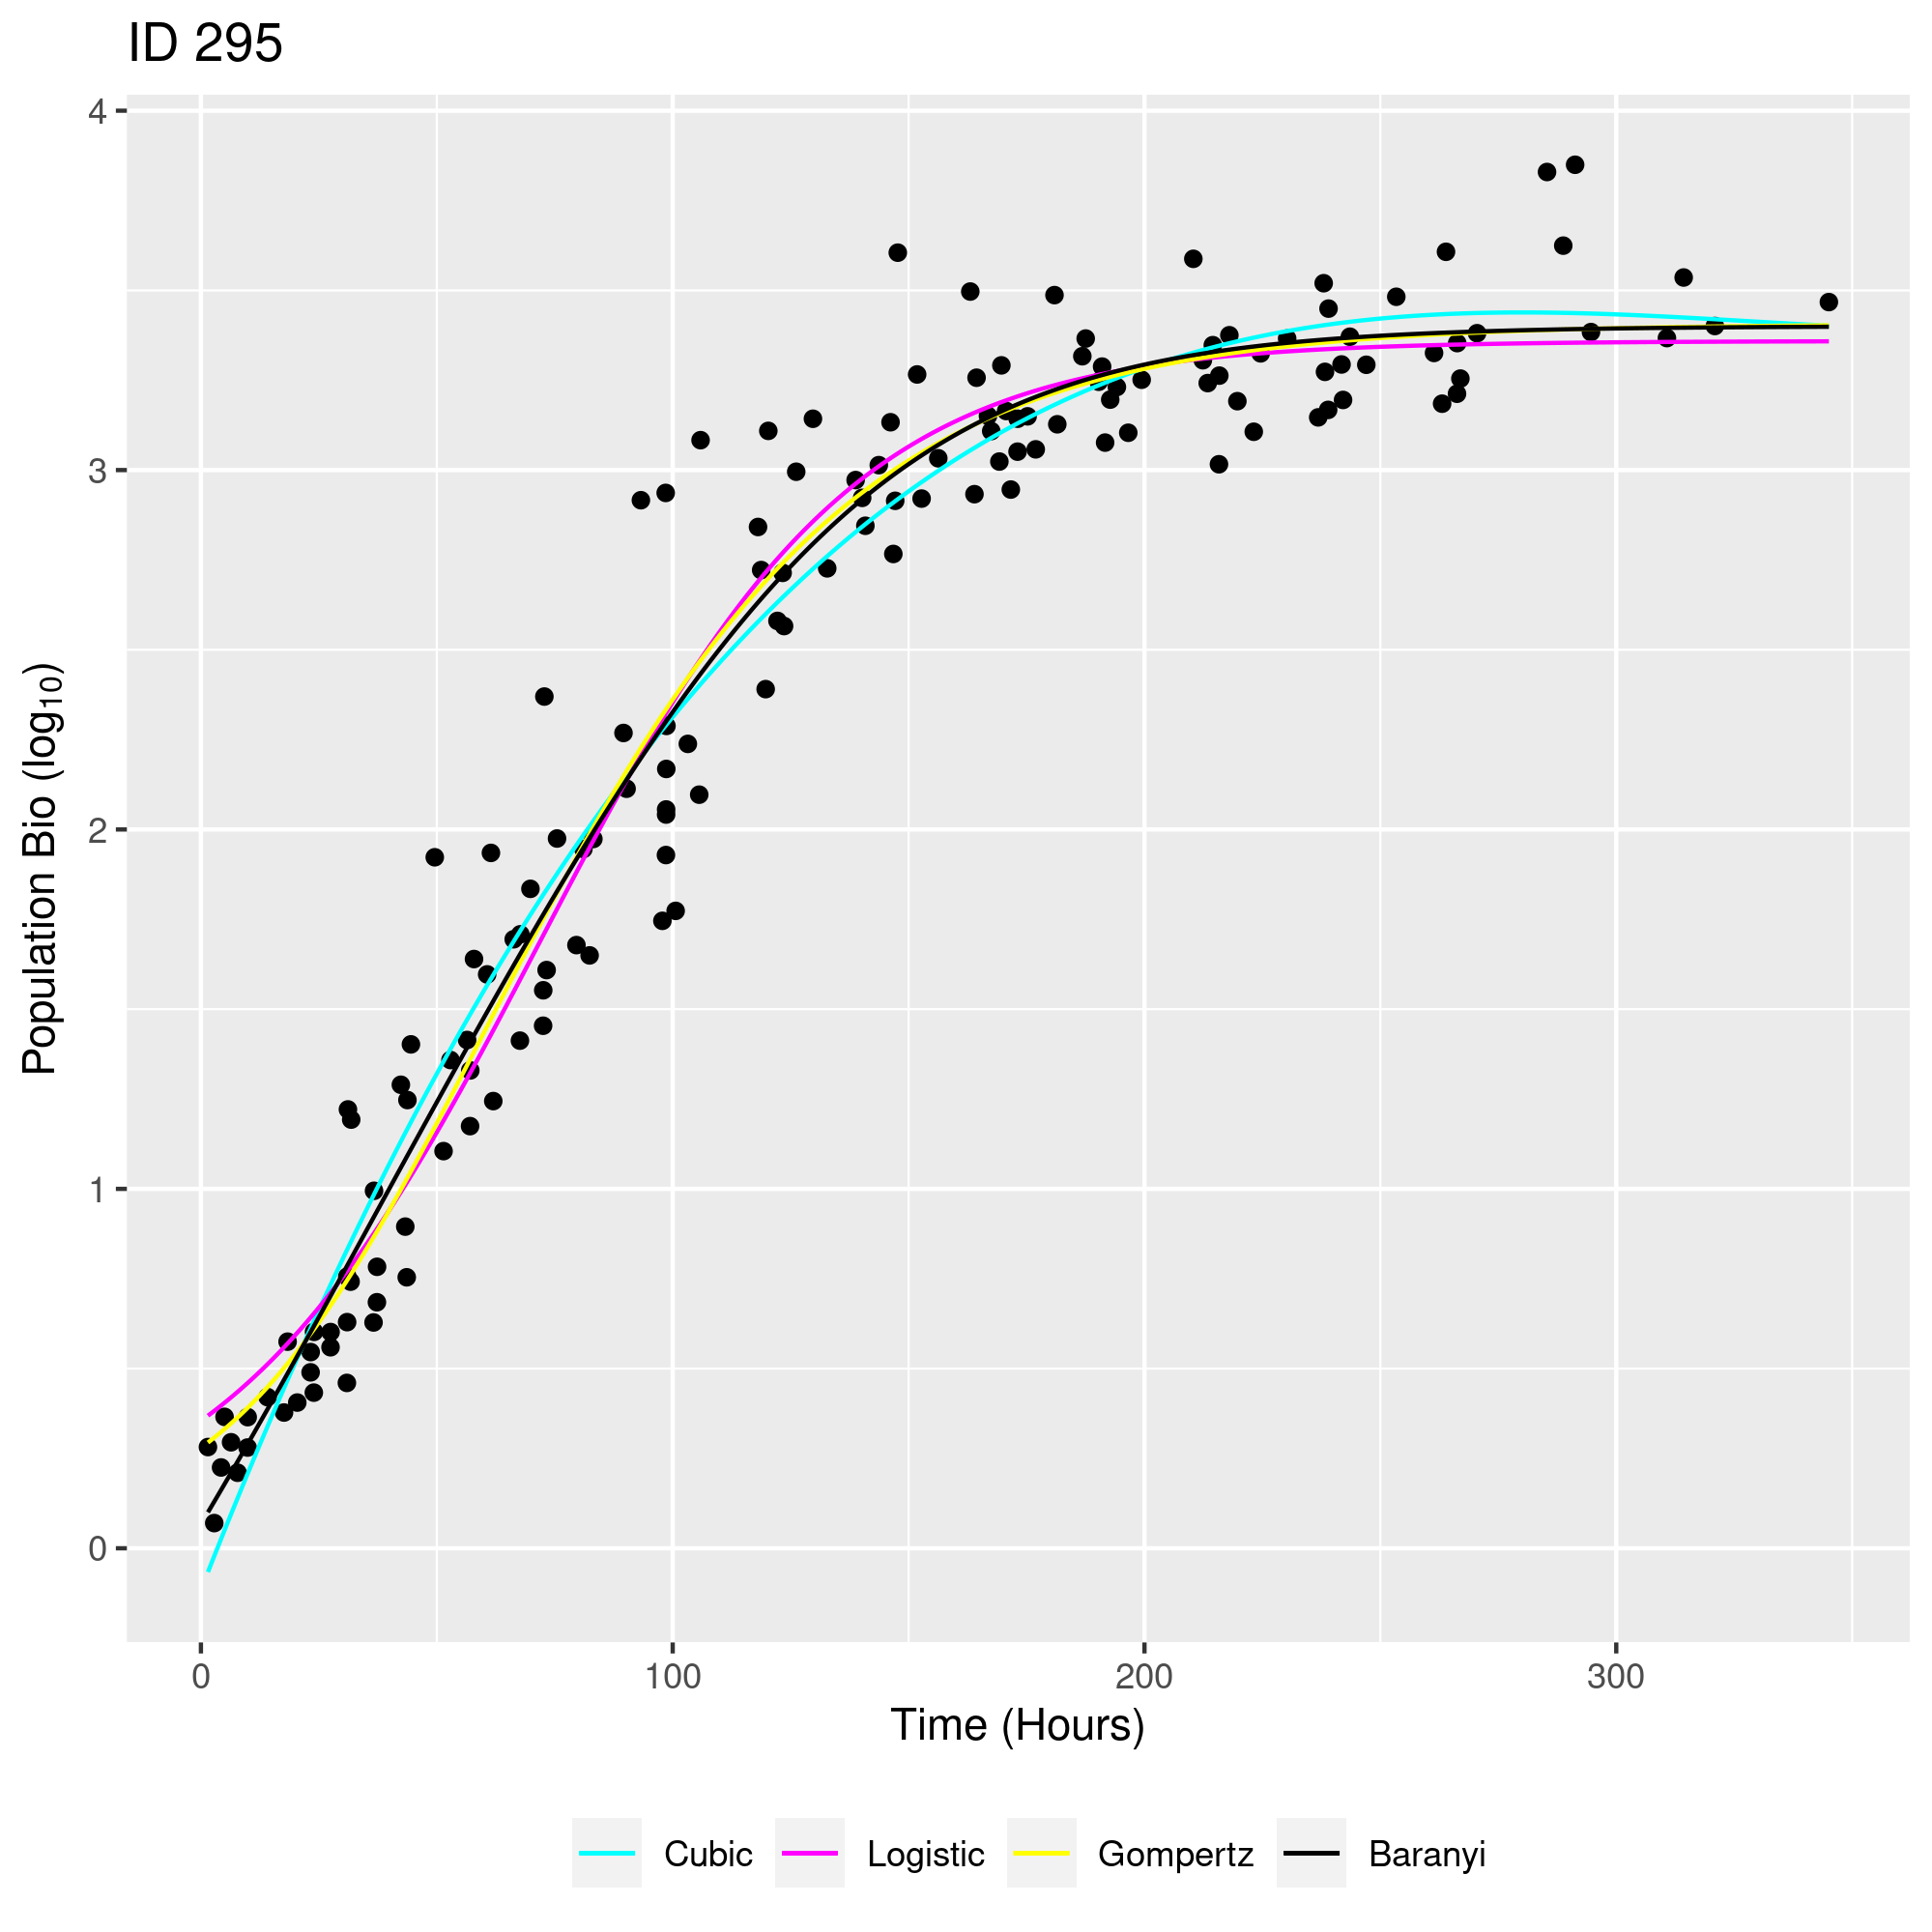 ID 295
4
3
2
1
0
Population Bio (log₁₀)
0 100 200 300
Time (Hours)
Cubic Logistic Gompertz Baranyi